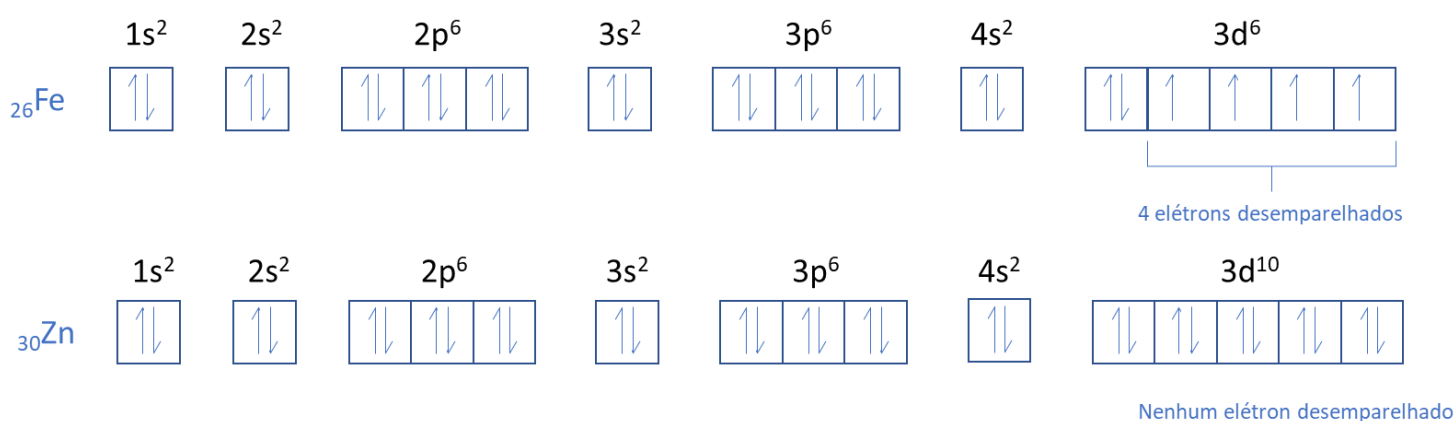 1s² 2s² 2p⁶ 3s² 3p⁶ 4s² 3d⁶
₂₆Fe
4 elétrons desemparelhados
1s² 2s² 2p⁶ 3s² 3p⁶ 4s² 3d¹⁰
₃₀Zn
Nenhum elétron desemparelhado